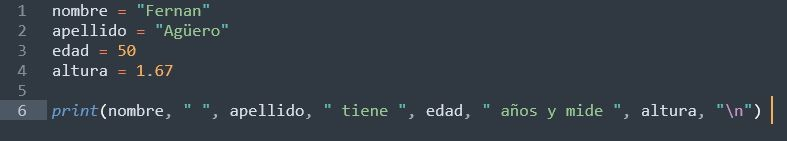 1 nombre = "Fernan"
2 apellido = "Agüero"
3 edad = 50
4 altura = 1.67
5
6 print(nombre, " ", apellido, " tiene ", edad, " años y mide ", altura, "\n")